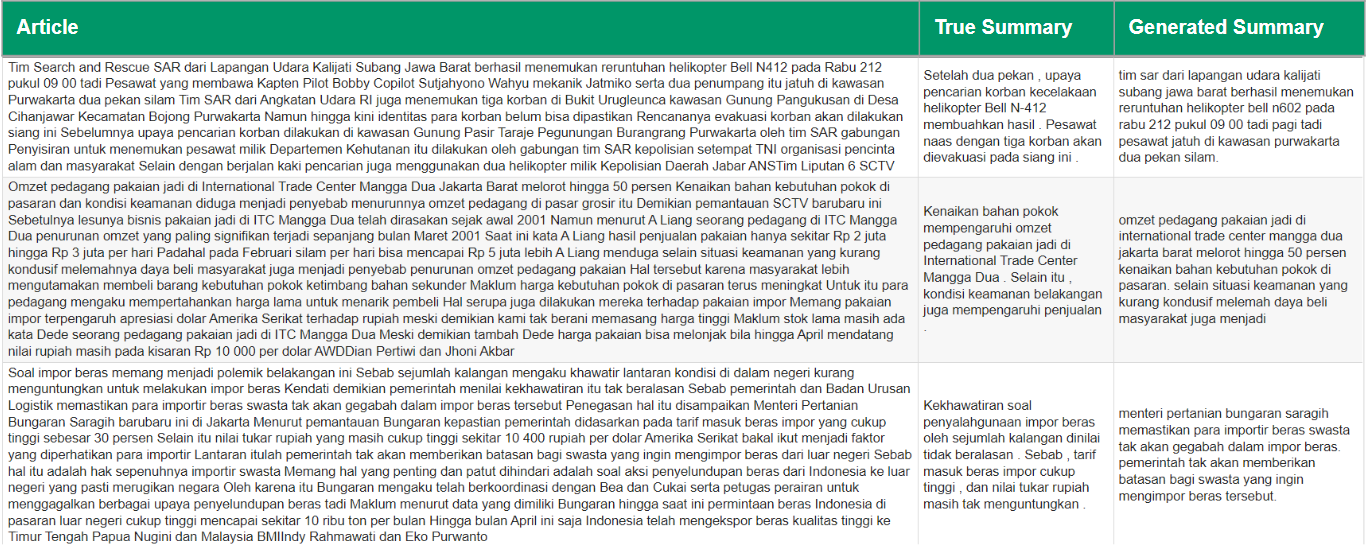 Article
True Summary
Generated Summary
Tim Search and Rescue SAR dari Lapangan Udara Kalijati Subang Jawa Barat berhasil menemukan reruntuhan helikopter Bell N412 pada Rabu 212
pukul 09 00 tadi Pesawat yang membawa Kapten Pilot Bobby Copilot Sutjahyono Wahyu mekanik Jatmiko serta dua penumpang itu jatuh di kawasan
Purwakarta dua pekan silam Tim SAR dari Angkatan Udara RI juga menemukan tiga korban di Bukit Urugleunca kawasan Gunung Pangukusan di Desa
Cihanjawar Kecamatan Bojong Purwakarta Namun hingga kini identitas para korban belum bisa dipastikan Rencananya evakuasi korban akan dilakukan
siang ini Sebelumnya upaya pencarian korban dilakukan di kawasan Gunung Pasir Taraje Pegunungan Burangrang Purwakarta oleh tim SAR gabungan
Penyisiran untuk menemukan pesawat milik Departemen Kehutanan itu dilakukan oleh gabungan tim SAR kepolisian setempat TNI organisasi pencinta
alam dan masyarakat Selain dengan berjalan kaki pencarian juga menggunakan dua helikopter milik Kepolisian Daerah Jabar ANSTim Liputan 6 SCTV
Setelah dua pekan , upaya
pencarian korban kecelakaan
helikopter Bell N-412
membuahkan hasil . Pesawat
naas dengan tiga korban akan
dievakuasi pada siang ini .
tim sar dari lapangan udara kalijati
subang jawa barat berhasil menemukan
reruntuhan helikopter bell n602 pada
rabu 212 pukul 09 00 tadi pagi tadi
pesawat jatuh di kawasan purwakarta
dua pekan silam.
Omzet pedagang pakaian jadi di International Trade Center Mangga Dua Jakarta Barat melorot hingga 50 persen Kenaikan bahan kebutuhan pokok di
pasaran dan kondisi keamanan diduga menjadi penyebab menurunnya omzet pedagang di pasar grosir itu Demikian pemantauan SCTV barubaru ini
Sebetulnya lesunya bisnis pakaian jadi di ITC Mangga Dua telah dirasakan sejak awal 2001 Namun menurut A Liang seorang pedagang di ITC Mangga
Dua penurunan omzet yang paling signifikan terjadi sepanjang bulan Maret 2001 Saat ini kata A Liang hasil penjualan pakaian hanya sekitar Rp 2 juta
hingga Rp 3 juta per hari Padahal pada Februari silam per hari bisa mencapai Rp 5 juta lebih A Liang menduga selain situasi keamanan yang kurang
kondusif melemahnya daya beli masyarakat juga menjadi penyebab penurunan omzet pedagang pakaian Hal tersebut karena masyarakat lebih
mengutamakan membeli barang kebutuhan pokok ketimbang bahan sekunder Maklum harga kebutuhan pokok di pasaran terus meningkat Untuk itu para
pedagang mengaku mempertahankan harga lama untuk menarik pembeli Hal serupa juga dilakukan mereka terhadap pakaian impor Memang pakaian
impor terpengaruh apresiasi dolar Amerika Serikat terhadap rupiah meski demikian kami tak berani memasang harga tinggi Maklum stok lama masih ada
kata Dede seorang pedagang pakaian jadi di ITC Mangga Dua Meski demikian tambah Dede harga pakaian bisa melonjak bila hingga April mendatang
nilai rupiah masih pada kisaran Rp 10 000 per dolar AWDDian Pertiwi dan Jhoni Akbar
Kenaikan bahan pokok
mempengaruhi omzet
pedagang pakaian jadi di
International Trade Center
Mangga Dua . Selain itu ,
kondisi keamanan belakangan
juga mempengaruhi penjualan
.
omzet pedagang pakaian jadi di
international trade center mangga dua
jakarta barat melorot hingga 50 persen
kenaikan bahan kebutuhan pokok di
pasaran. selain situasi keamanan yang
kurang kondusif melemah daya beli
masyarakat juga menjadi
Soal impor beras memang menjadi polemik belakangan ini Sebab sejumlah kalangan mengaku khawatir lantaran kondisi di dalam negeri kurang
menguntungkan untuk melakukan impor beras Kendati demikian pemerintah menilai kekhawatiran itu tak beralasan Sebab pemerintah dan Badan Urusan
Logistik memastikan para importir beras swasta tak akan gegabah dalam impor beras tersebut Penegasan hal itu disampaikan Menteri Pertanian
Bungaran Saragih barubaru ini di Jakarta Menurut pemantauan Bungaran kepastian pemerintah didasarkan pada tarif masuk beras impor yang cukup
tinggi sebesar 30 persen Selain itu nilai tukar rupiah yang masih cukup tinggi sekitar 10 400 rupiah per dolar Amerika Serikat bakal ikut menjadi faktor
yang diperhatikan para importir Lantaran itulah pemerintah tak akan memberikan batasan bagi swasta yang ingin mengimpor beras dari luar negeri Sebab
hal itu adalah hak sepenuhnya importir swasta Memang hal yang penting dan patut dihindari adalah soal aksi penyelundupan beras dari Indonesia ke luar
negeri yang pasti merugikan negara Oleh karena itu Bungaran mengaku telah berkoordinasi dengan Bea dan Cukai serta petugas perairan untuk
menggagalkan berbagai upaya penyelundupan beras tadi Maklum menurut data yang dimiliki Bungaran hingga saat ini permintaan beras Indonesia di
pasaran luar negeri cukup tinggi mencapai sekitar 10 ribu ton per bulan Hingga bulan April ini saja Indonesia telah mengekspor beras kualitas tinggi ke
Timur Tengah Papua Nugini dan Malaysia BMIIndy Rahmawati dan Eko Purwanto
Kekhawatiran soal
penyalahgunaan impor beras
oleh sejumlah kalangan dinilai
tidak beralasan . Sebab , tarif
masuk beras impor cukup
tinggi , dan nilai tukar rupiah
masih tak menguntungkan .
menteri pertanian bungaran saragih
memastikan para importir beras swasta
tak akan gegabah dalam impor beras.
pemerintah tak akan memberikan
batasan bagi swasta yang ingin
mengimpor beras tersebut.